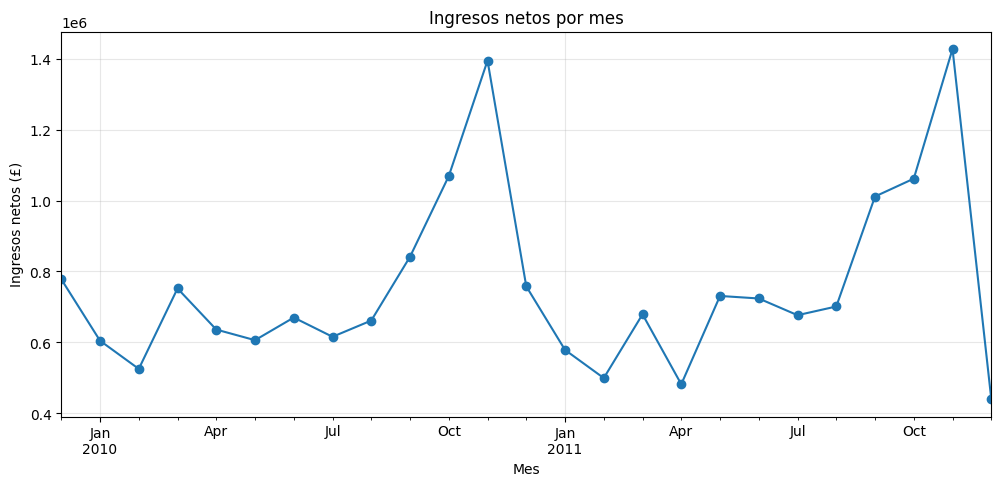 Ingresos netos por mes
1e6
1.4
1.2
1.0
0.8
0.6
0.4
Ingresos netos (£)
Jan
2010
Apr
Jul
Oct
Jan
2011
Apr
Jul
Oct
Mes